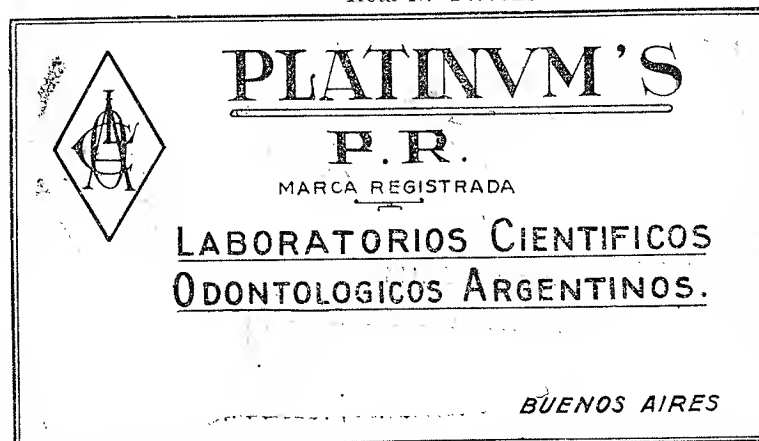 PLATINVM'S
P.R.
MARCA REGISTRADA
LABORATORIOS CIENTIFICOS
ODONTOLOGICOS ARGENTINOS.
BUENOS AIRES